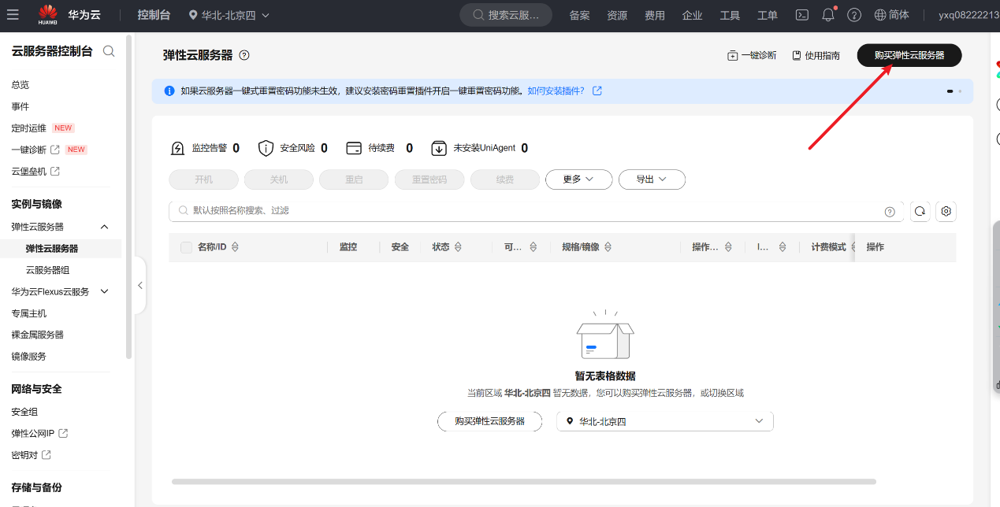 HUAWEI
华为云
控制台
华北-北京四
搜索云服...
备案
资源
费用
企业
工具
工单
简体
yxq08222213
云服务器控制台
总览
事件
定时运维 NEW
一键诊断 NEW
云堡垒机
实例与镜像
弹性云服务器
弹性云服务器
云服务器组
华为云Flexus云服务
专属主机
裸金属服务器
镜像服务
网络与安全
安全组
弹性公网IP
密钥对
存储与备份
弹性云服务器
一键诊断
使用指南
购买弹性云服务器
如果云服务器一键式重置密码功能未生效，建议安装密码重置插件开启一键重置密码功能。如何安装插件？
监控告警 0
安全风险 0
待续费 0
未安装UniAgent 0
开机
关机
重启
重置密码
续费
更多
导出
默认按照名称搜索、过滤
名称/ID
监控
安全
状态
可...
规格/镜像
操作...
I...
计费模式
操作
暂无表格数据
当前区域 华北-北京四 暂无数据，您可以购买弹性云服务器，或切换区域
购买弹性云服务器
华北-北京四